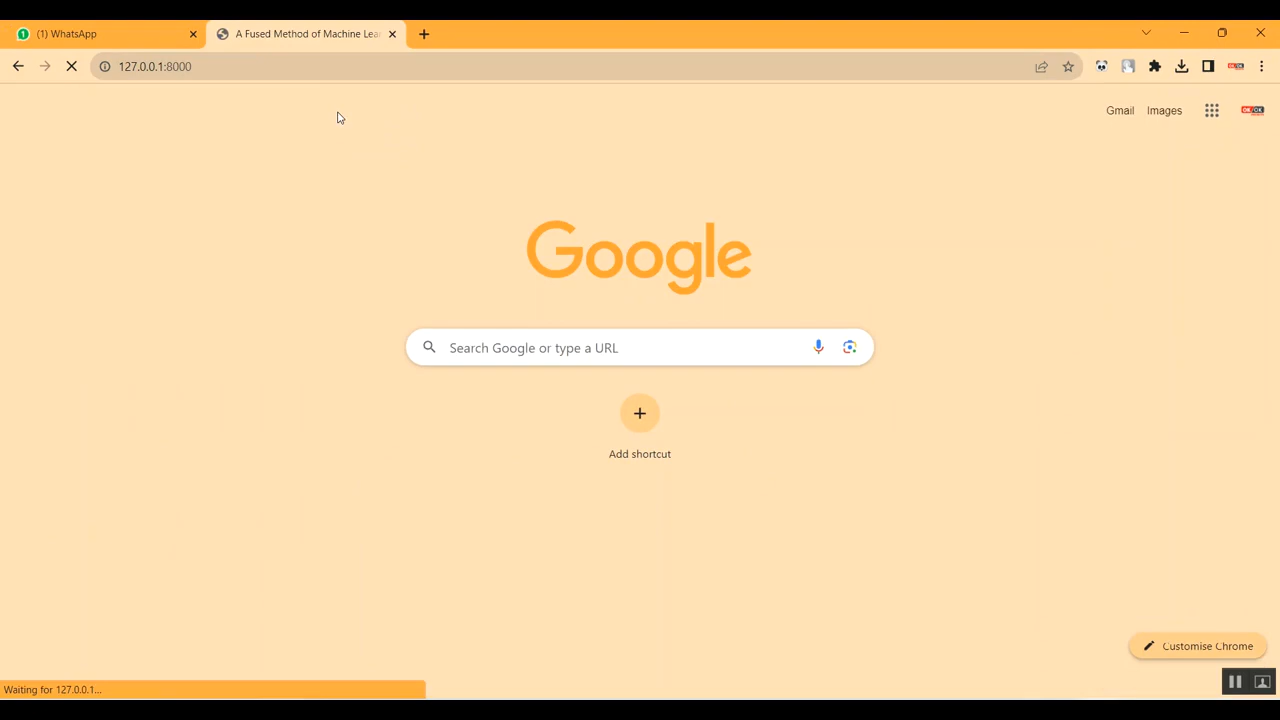 (1) WhatsApp
A Fused Method of Machine Lea
127.0.0.1:8000
Gmail Images
Google
Search Google or type a URL
Add shortcut
Customise Chrome
Waiting for 127.0.0.1...